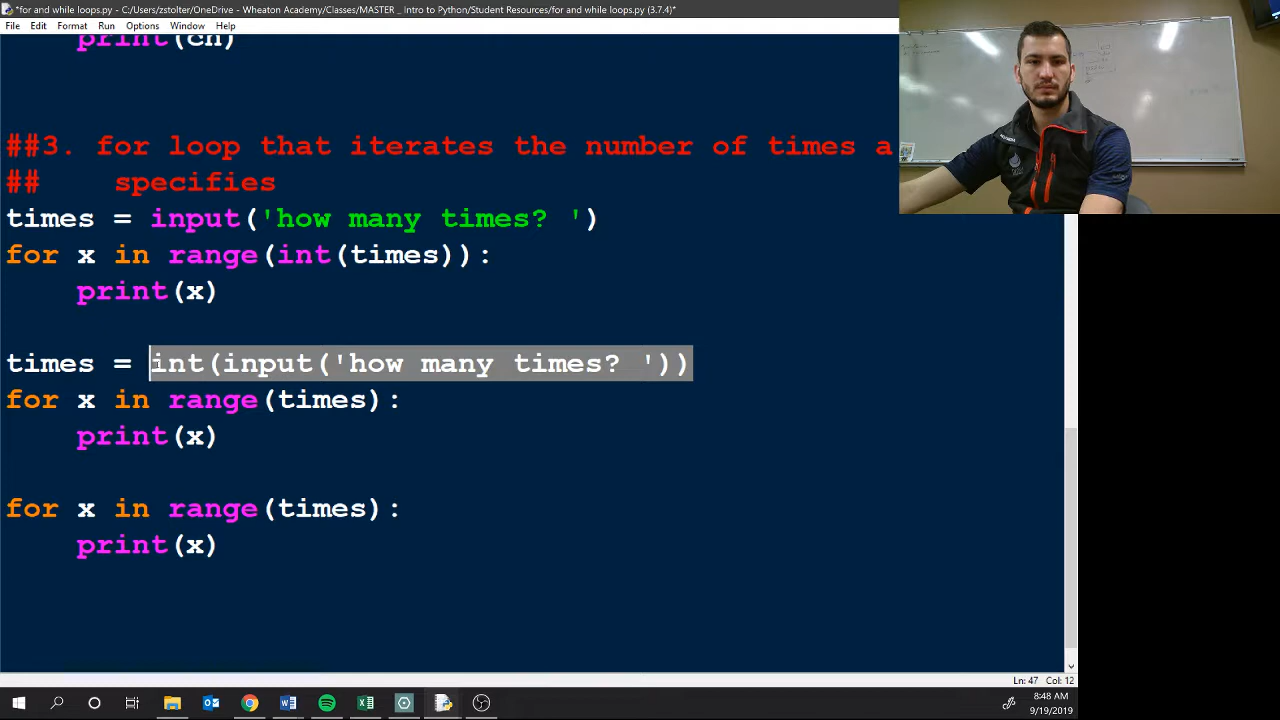 *for and while loops.py - C:/Users/zstolter/OneDrive - Wheaton Academy/Classes/MASTER _ Intro to Python/Student Resources/for and while loops.py (3.7.4)*
File Edit Format Run Options Window Help
print(ch)
##3. for loop that iterates the number of times a
## specifies
times = input('how many times? ')
for x in range(int(times)):
print(x)
times = int(input('how many times? '))
for x in range(times):
print(x)
for x in range(times):
print(x)
Ln: 47 Col: 12
8:48 AM
9/19/2019